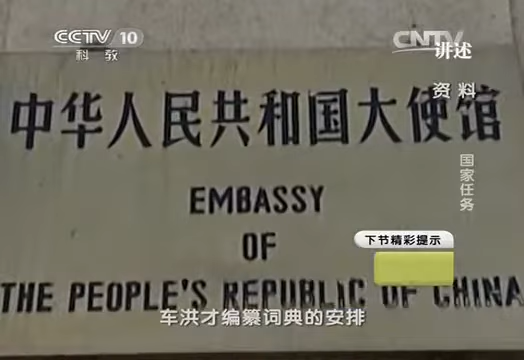 CCTV 10
科教
CNTV
讲述
资料
国家任务
中华人民共和国大使馆
EMBASSY
OF
THE PEOPLE'S REPUBLIC OF CHINA
下节精彩提示
车洪才编纂词典的安排